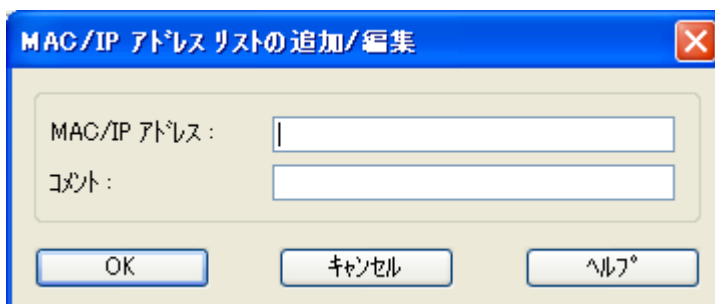 MAC/IP アドレス リストの追加/編集
MAC/IP アドレス :
コメント :
OK
キャンセル
ヘルプ